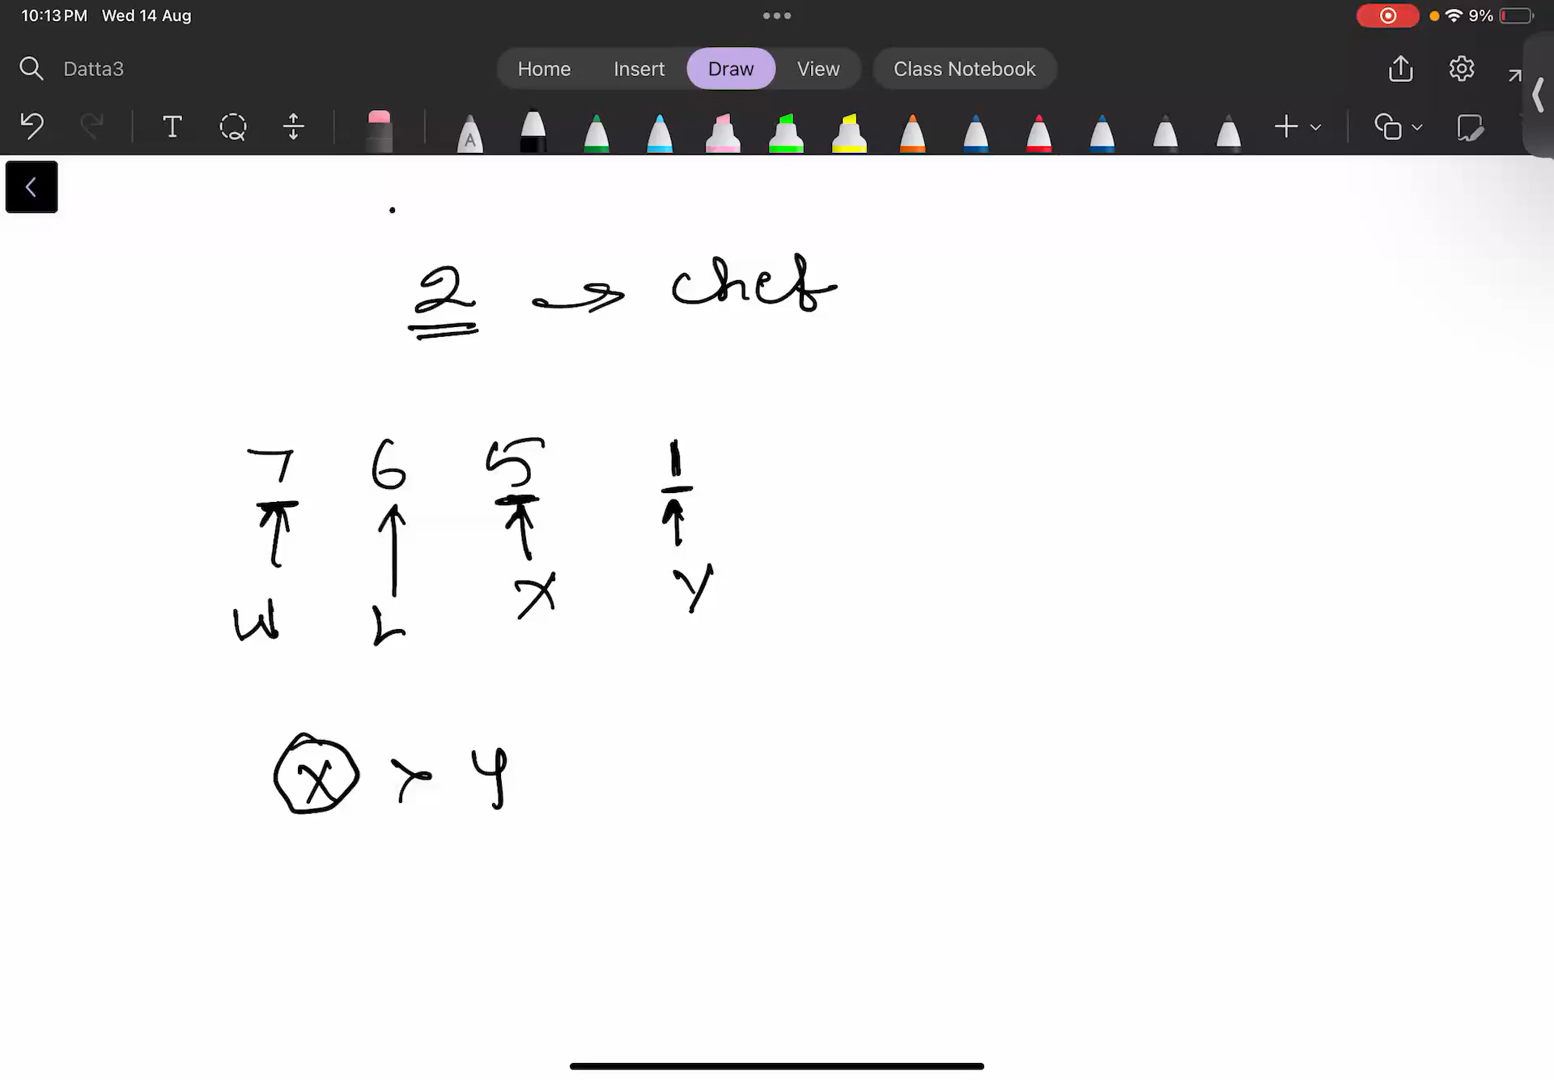 10:13 PM Wed 14 Aug 9%
Datta3 Home Insert Draw View Class Notebook
T A
2 → chef
7 6 5 1
W L X Y
X > Y